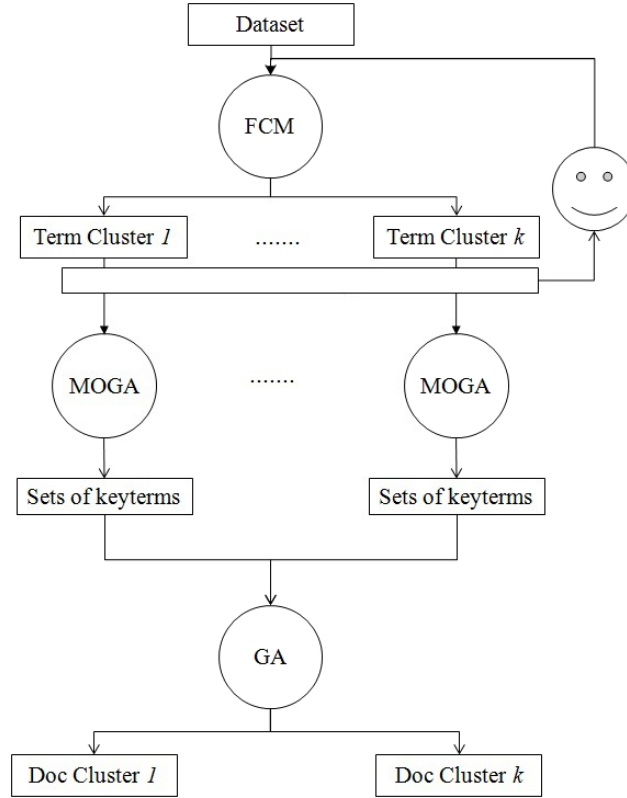 Dataset
FCM
Term Cluster 1
.......
Term Cluster k
MOGA
.......
MOGA
Sets of keyterms
Sets of keyterms
GA
Doc Cluster 1
Doc Cluster k